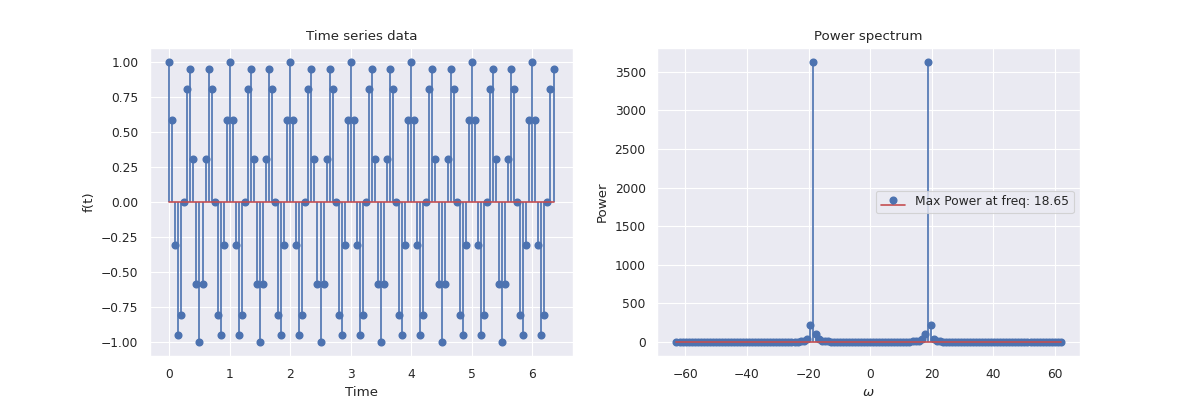 Time series data
1.00
0.75
0.50
0.25
0.00
−0.25
−0.50
−0.75
−1.00
f(t)
0 1 2 3 4 5 6
Time
Power spectrum
3500
3000
2500
2000
1500
1000
500
0
Power
Max Power at freq: 18.65
−60 −40 −20 0 20 40 60
ω